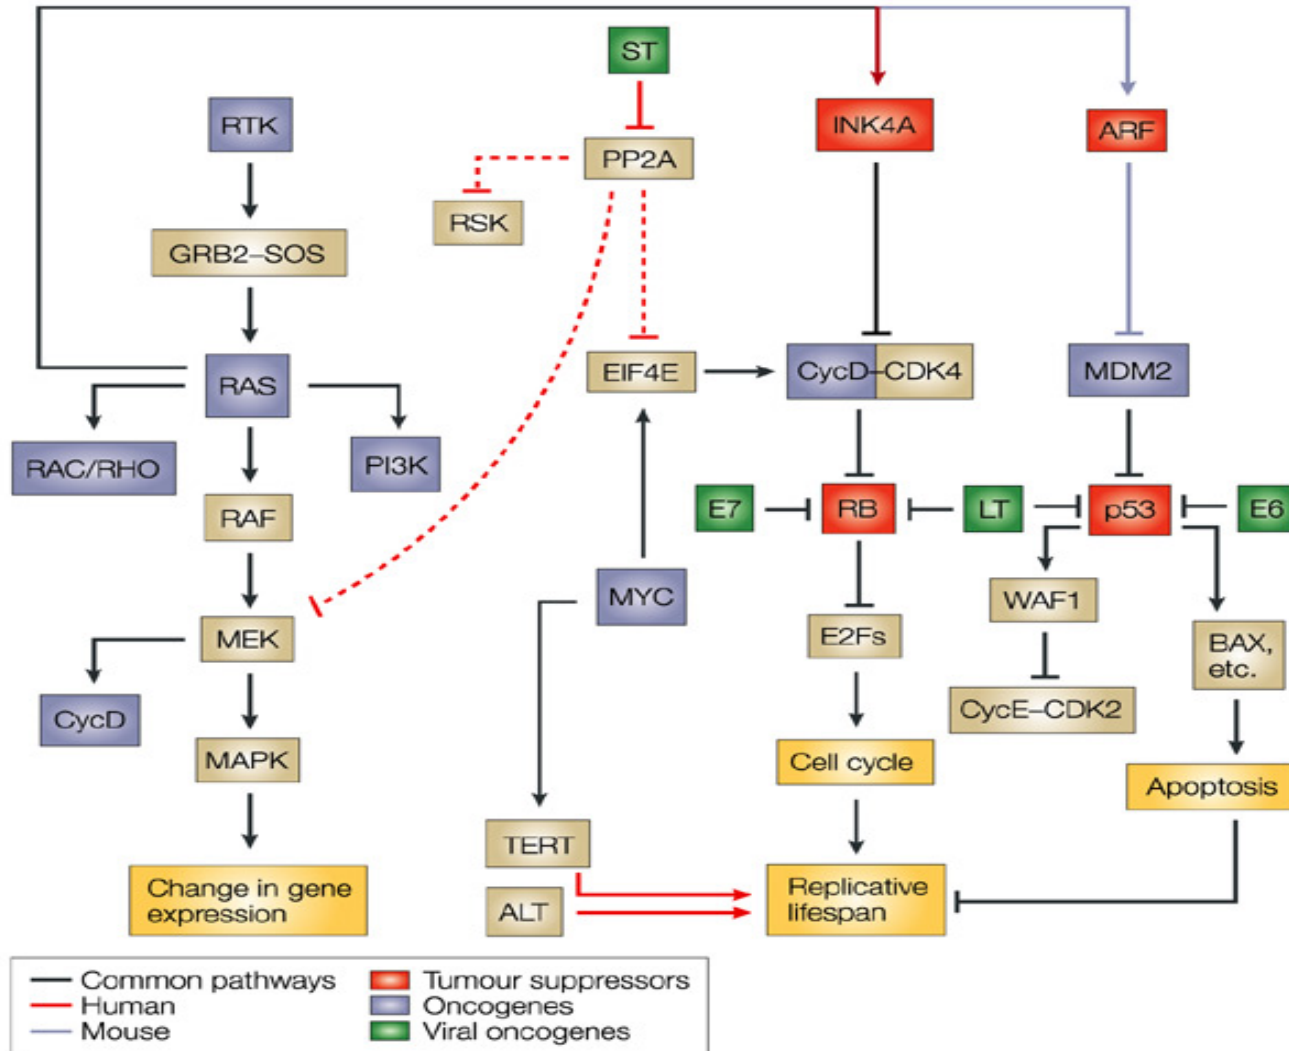 ST
RTK
INK4A
ARF
PP2A
RSK
GRB2–SOS
RAS
EIF4E
CycD–CDK4
MDM2
RAC/RHO
PI3K
RAF
E7
RB
LT
p53
E6
MYC
WAF1
MEK
E2Fs
BAX,
etc.
CycD
CycE–CDK2
MAPK
Cell cycle
Apoptosis
TERT
Change in gene
expression
ALT
Replicative
lifespan
Common pathways
Human
Mouse
Tumour suppressors
Oncogenes
Viral oncogenes